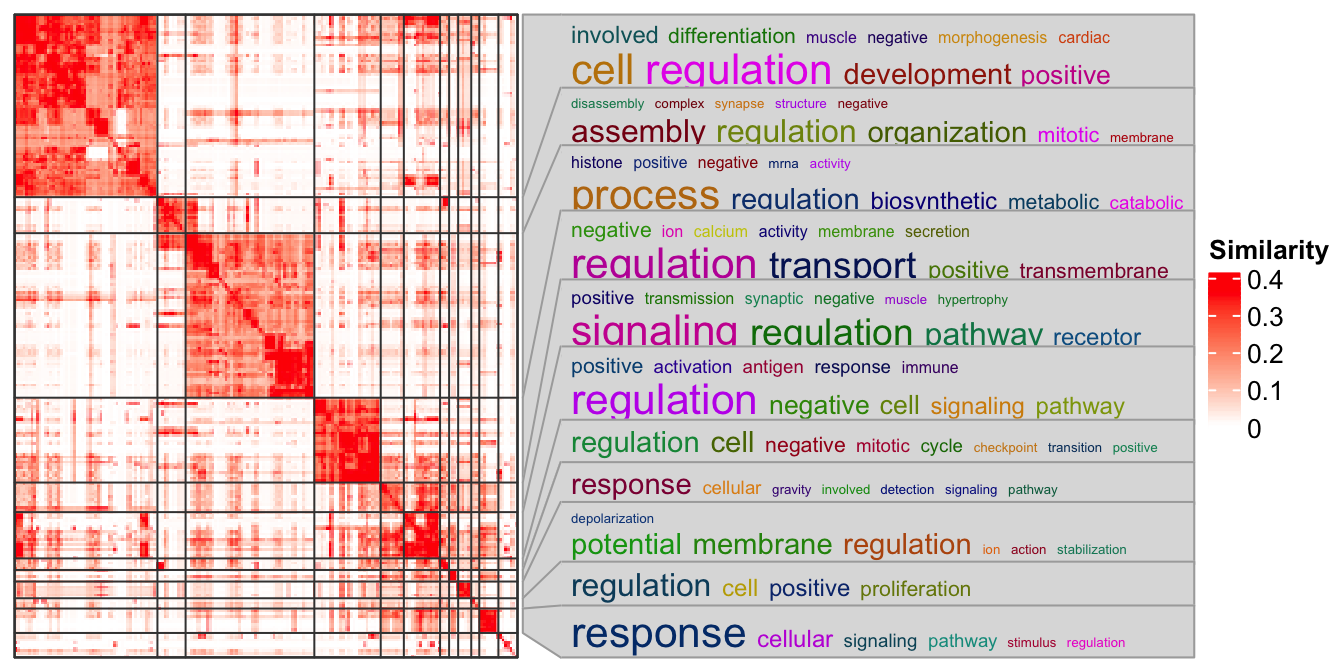 involved differentiation muscle negative morphogenesis cardiac
cell regulation development positive
disassembly complex synapse structure negative
assembly regulation organization mitotic membrane
histone positive negative mrna activity
process regulation biosynthetic metabolic catabolic
negative ion calcium activity membrane secretion
regulation transport positive transmembrane
positive transmission synaptic negative muscle hypertrophy
signaling regulation pathway receptor
positive activation antigen response immune
regulation negative cell signaling pathway
regulation cell negative mitotic cycle checkpoint transition positive
response cellular gravity involved detection signaling pathway
depolarization
potential membrane regulation ion action stabilization
regulation cell positive proliferation
response cellular signaling pathway stimulus regulation
Similarity
0.4
0.3
0.2
0.1
0